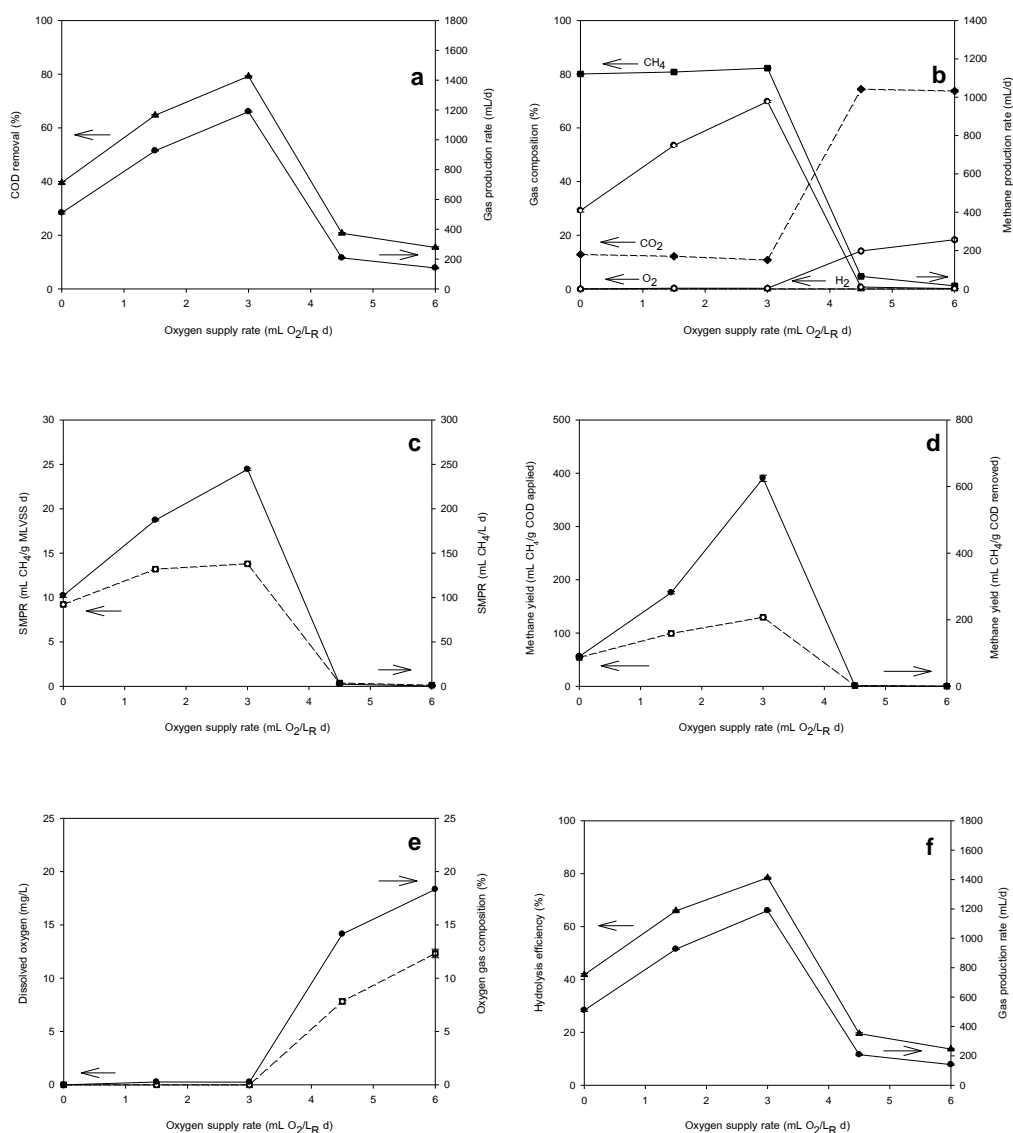 a
COD removal (%)
100
80
60
40
20
0
Gas production rate (mL/d)
1800
1600
1400
1200
1000
800
600
400
200
0
0 1 2 3 4 5 6
Oxygen supply rate (mL O2/LR d)
b
Gas composition (%)
100
80
60
40
20
0
CH4
CO2
O2
H2
Methane production rate (mL/d)
1400
1200
1000
800
600
400
200
0
0 1 2 3 4 5 6
Oxygen supply rate (mL O2/LR d)
c
SMPR (mL CH4/g MLVSS d)
30
25
20
15
10
5
0
SMPR (mL CH4/L d)
300
250
200
150
100
50
0
0 1 2 3 4 5 6
Oxygen supply rate (mL O2/LR d)
d
Methane yield (mL CH4/g COD applied)
500
400
300
200
100
0
Methane yield (mL CH4/g COD removed)
800
600
400
200
0
0 1 2 3 4 5 6
Oxygen supply rate (mL O2/LR d)
e
Dissolved oxygen (mg/L)
25
20
15
10
5
0
Oxygen gas composition (%)
25
20
15
10
5
0
0 1 2 3 4 5 6
Oxygen supply rate (mL O2/LR d)
f
Hydrolysis efficiency (%)
100
80
60
40
20
0
Gas production rate (mL/d)
1800
1600
1400
1200
1000
800
600
400
200
0
0 1 2 3 4 5 6
Oxygen supply rate (mL O2/LR d)